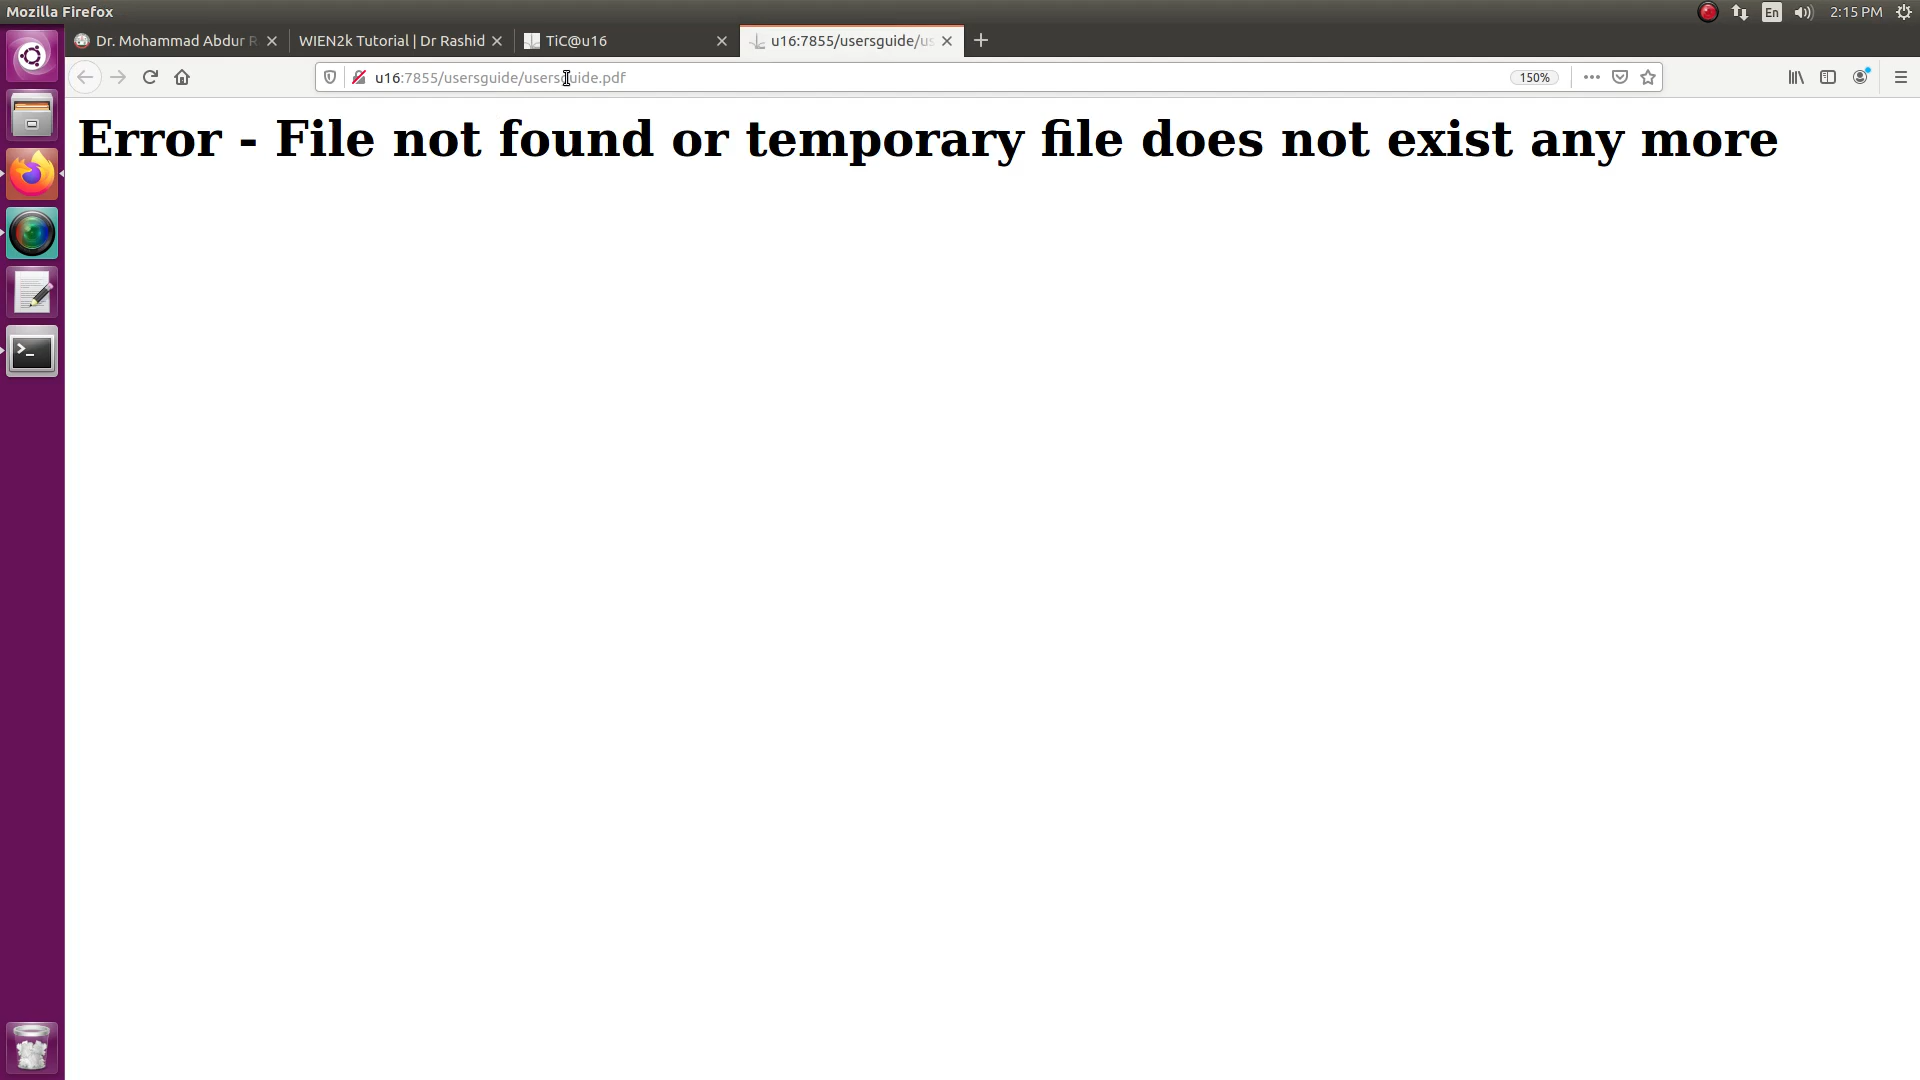 Mozilla Firefox
En
2:15 PM
Dr. Mohammad Abdur R
WIEN2k Tutorial | Dr Rashid
TiC@u16
u16:7855/usersguide/us
u16:7855/usersguide/usersguide.pdf
150%
Error - File not found or temporary file does not exist any more